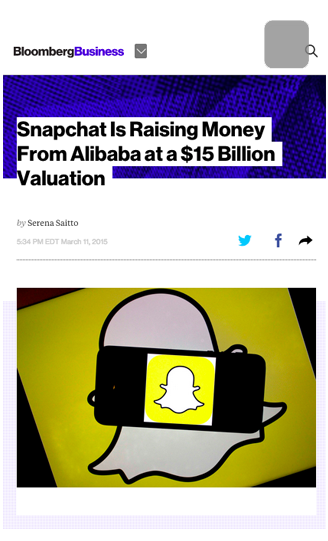 BloombergBusiness
Snapchat Is Raising Money
From Alibaba at a $15 Billion
Valuation
by Serena Saitto
5:34 PM EDT March 11, 2015